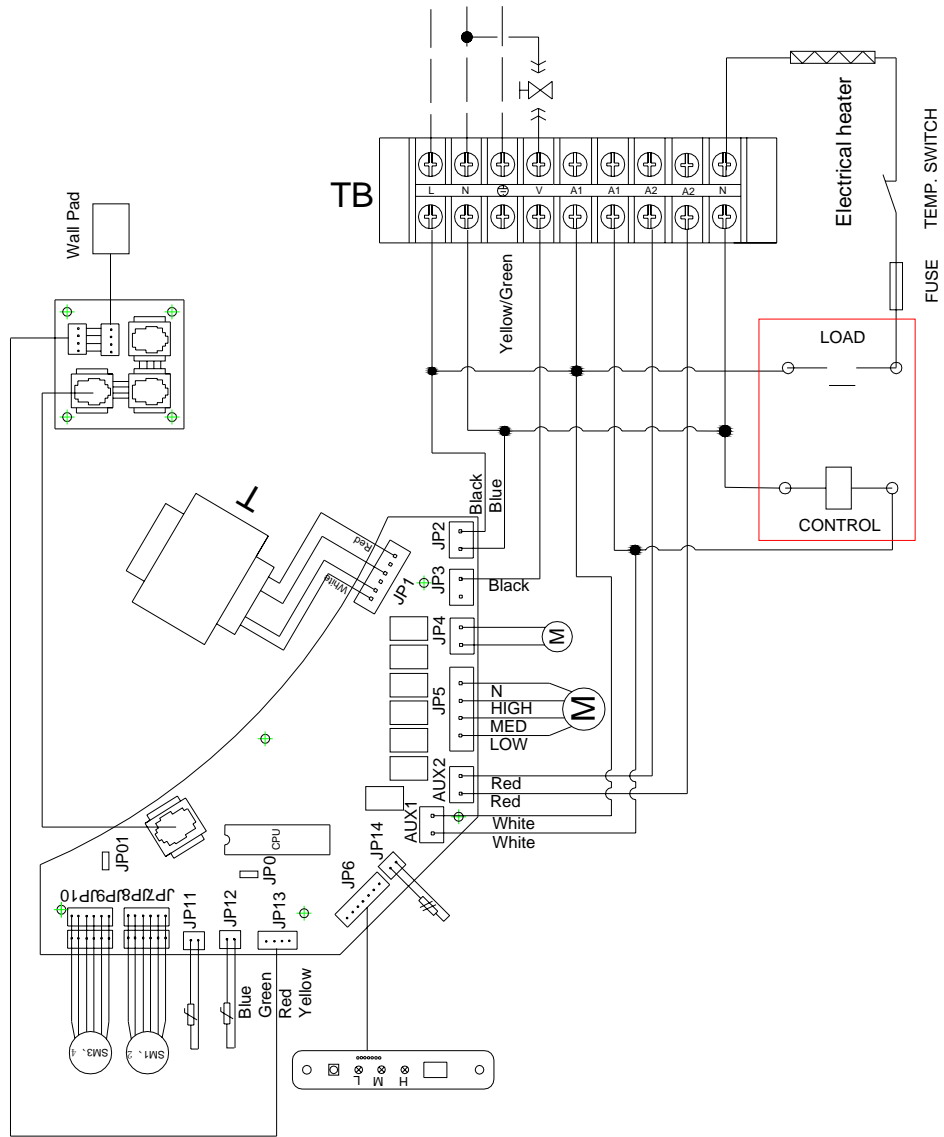 TB
L N V A1 A1 A2 A2 N
Electrical heater
TEMP. SWITCH
FUSE
Wall Pad
Yellow/Green
LOAD
CONTROL
T
Red
White
JP1
Black
Blue
JP2
JP3
Black
JP4
M
JP5
N
HIGH
MED
LOW
M
AUX2
Red
Red
AUX1
White
White
CPU
JP01
JP0
JP14
JP6
JP10
JP9
JP8
JP7
JP11
JP12
JP13
Blue
Green
Red
Yellow
SM3、4
SM1、2
L M H